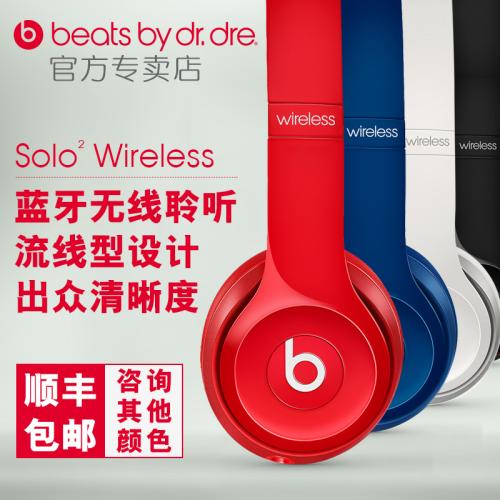 beats by dr. dre.
官方专卖店
Solo² Wireless
蓝牙无线聆听
流线型设计
出众清晰度
顺丰
包邮
咨询
其他
颜色
wireless
wireless
wireless
wireless